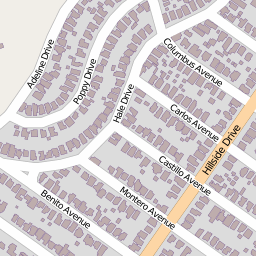 Columbus Avenue
Adeline Drive
Poppy Drive
Hale Drive
Carlos Avenue
Hillside Drive
Castillo Avenue
Montero Avenue
Benito Avenue